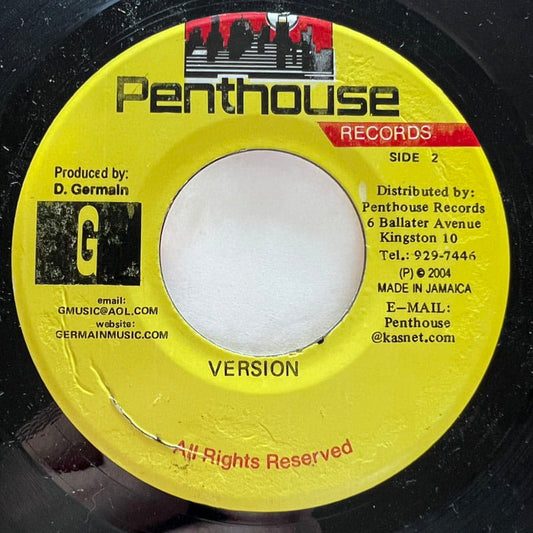 Penthouse
RECORDS
SIDE 2
Produced by:
D. Germain
G
email:
GMUSIC@AOL.COM
website:
GERMAINMUSIC.COM
Distributed by:
Penthouse Records
6 Ballater Avenue
Kingston 10
Tel.: 929-7446
(P) © 2004
MADE IN JAMAICA
E-MAIL:
Penthouse
@kasnet.com
VERSION
All Rights Reserved